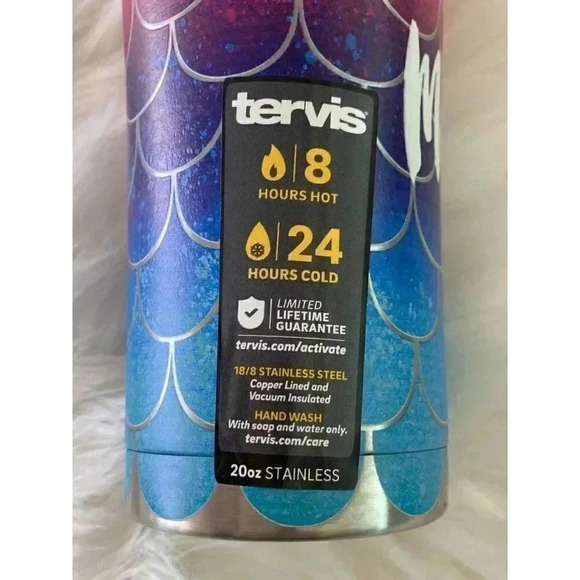 tervis
8
HOURS HOT
24
HOURS COLD
LIMITED
LIFETIME
GUARANTEE
tervis.com/activate
18/8 STAINLESS STEEL
Copper Lined and
Vacuum Insulated
HAND WASH
With soap and water only.
tervis.com/care
20oz STAINLESS